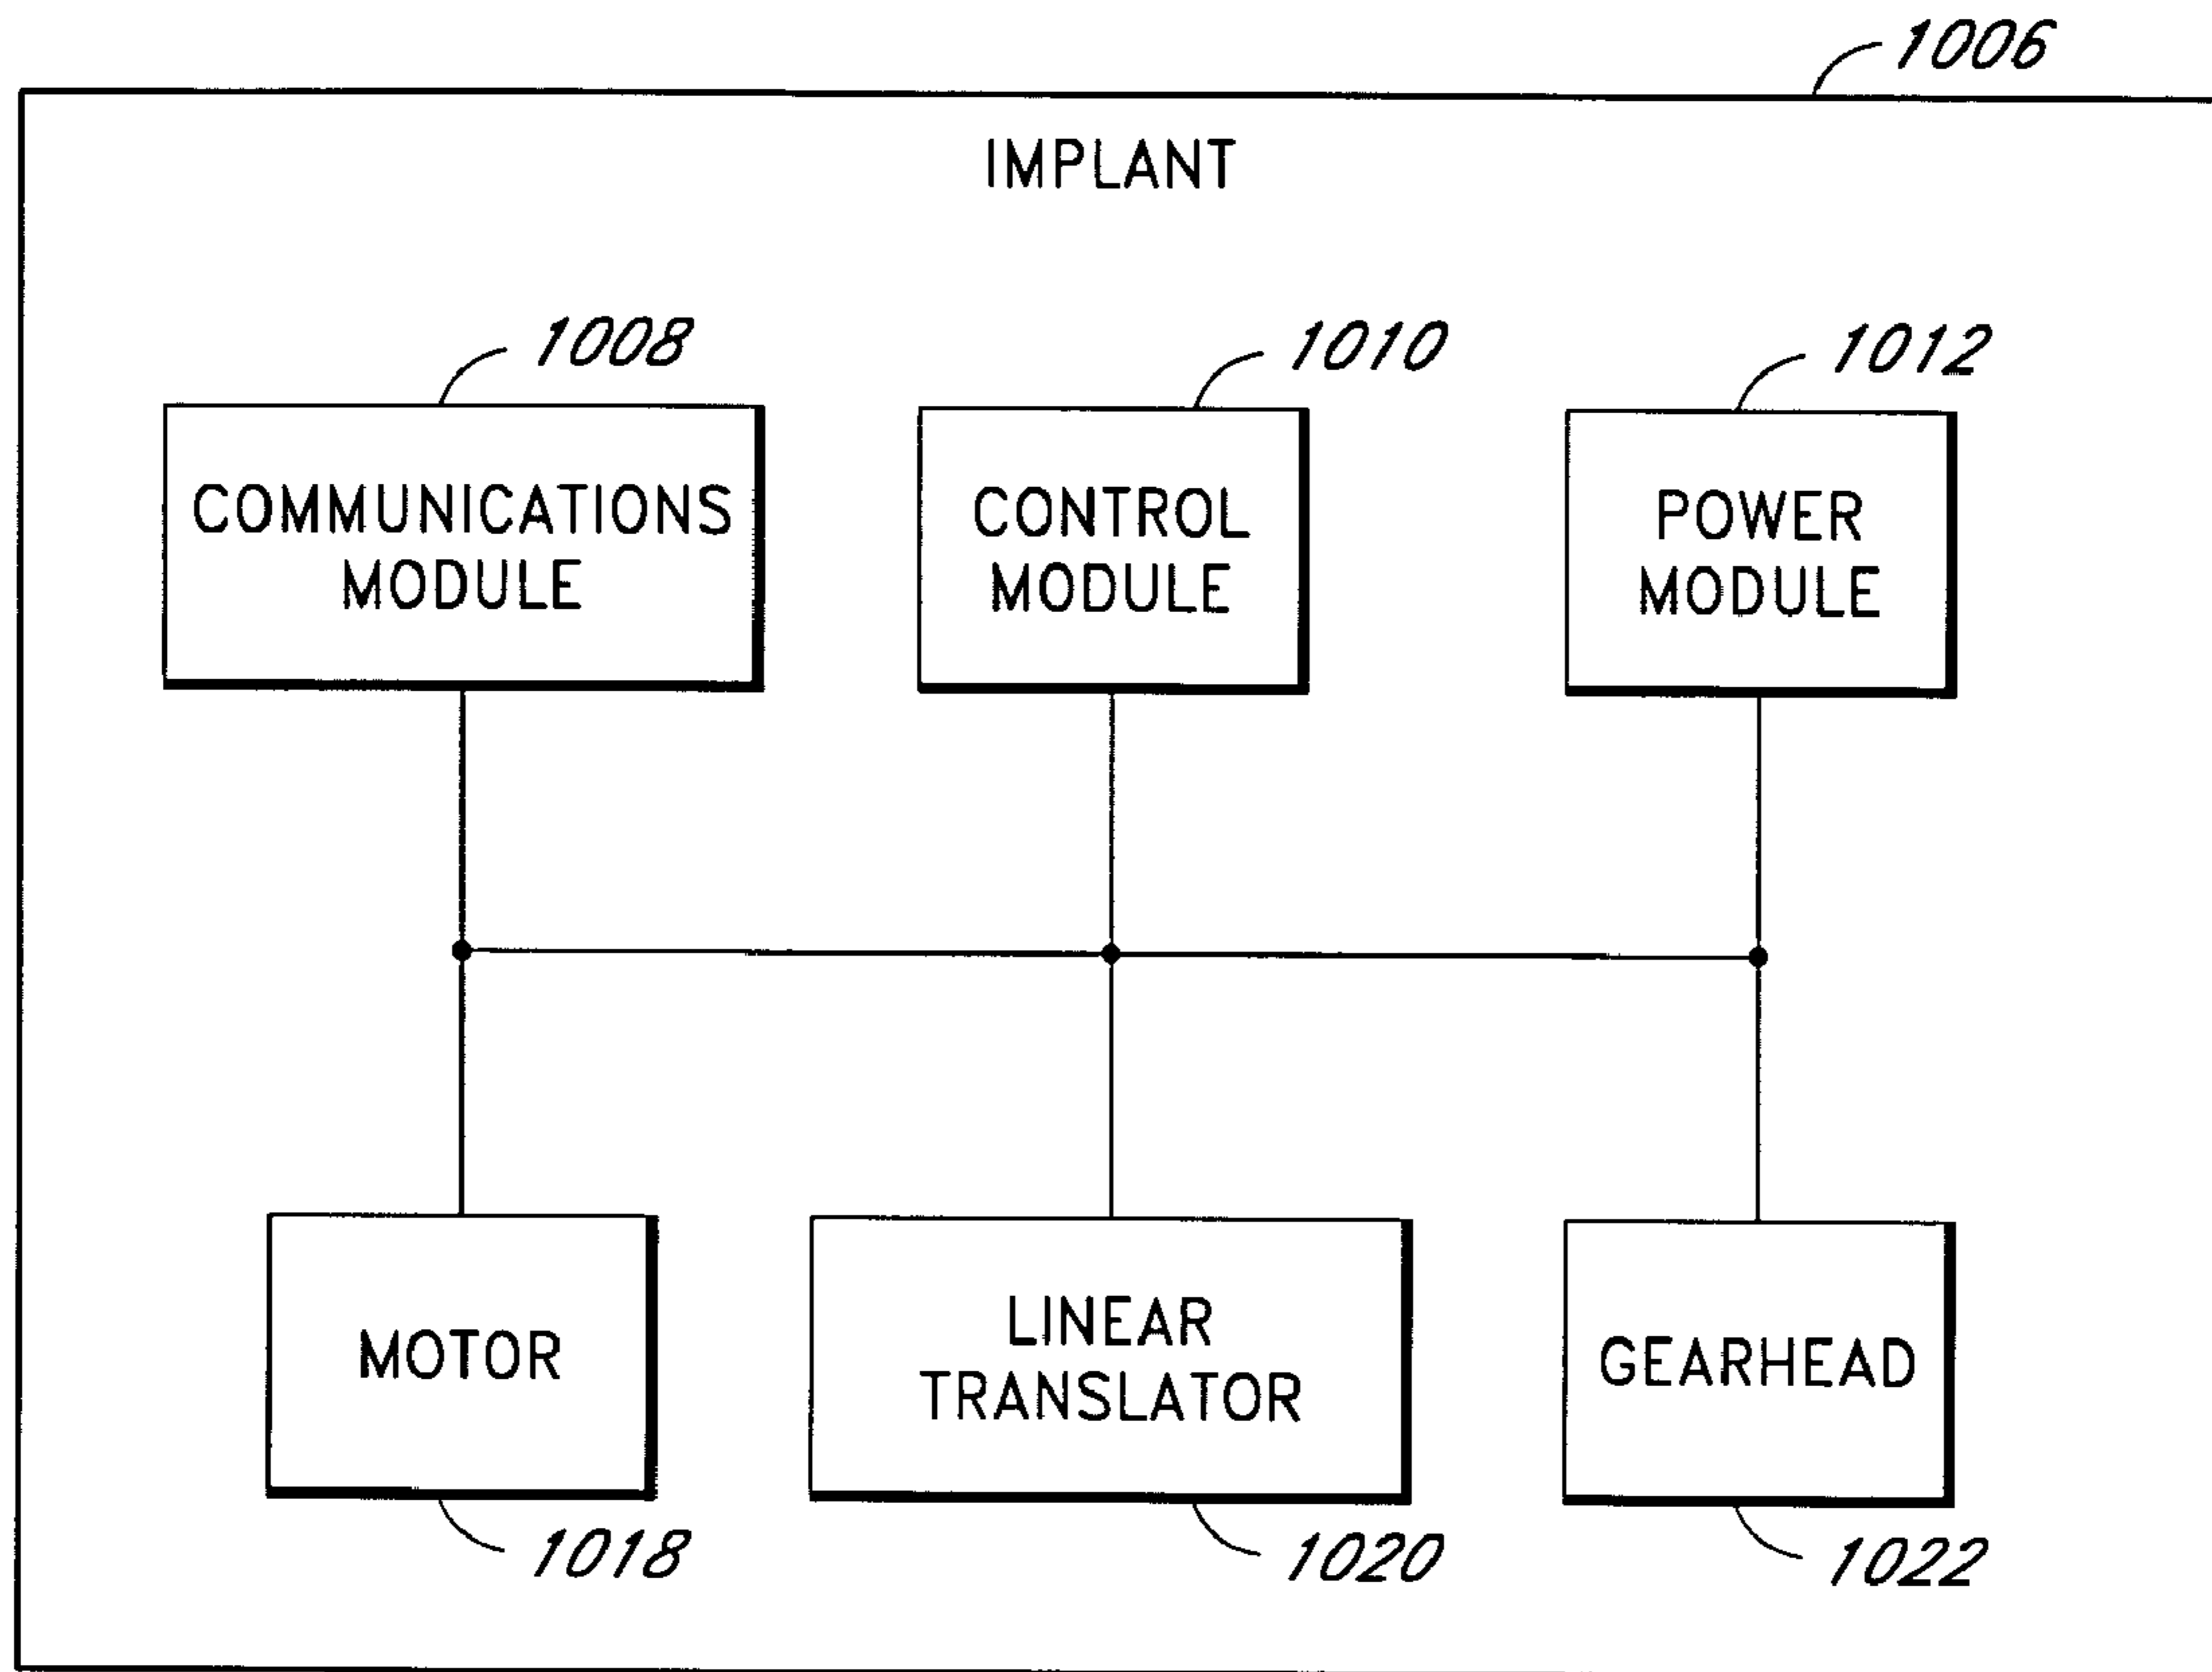 1006
IMPLANT
1008
1010
1012
COMMUNICATIONS
MODULE
CONTROL
MODULE
POWER
MODULE
MOTOR
LINEAR
TRANSLATOR
GEARHEAD
1018
1020
1022